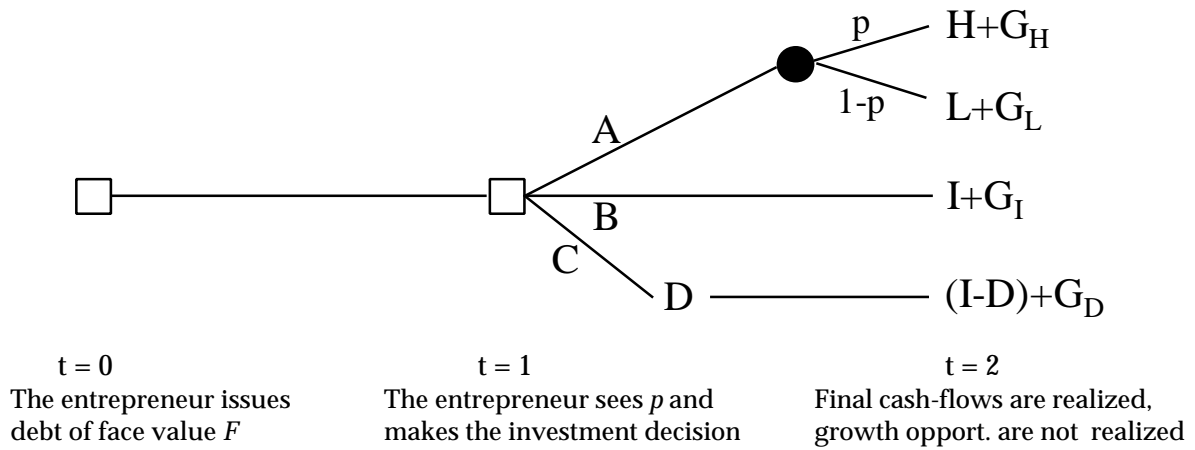 p
H+G_H
1-p
L+G_L
A
B
I+G_I
C
D
(I-D)+G_D
t = 0
t = 1
t = 2
The entrepreneur issues
debt of face value F
The entrepreneur sees p and
makes the investment decision
Final cash-flows are realized,
growth opport. are not realized